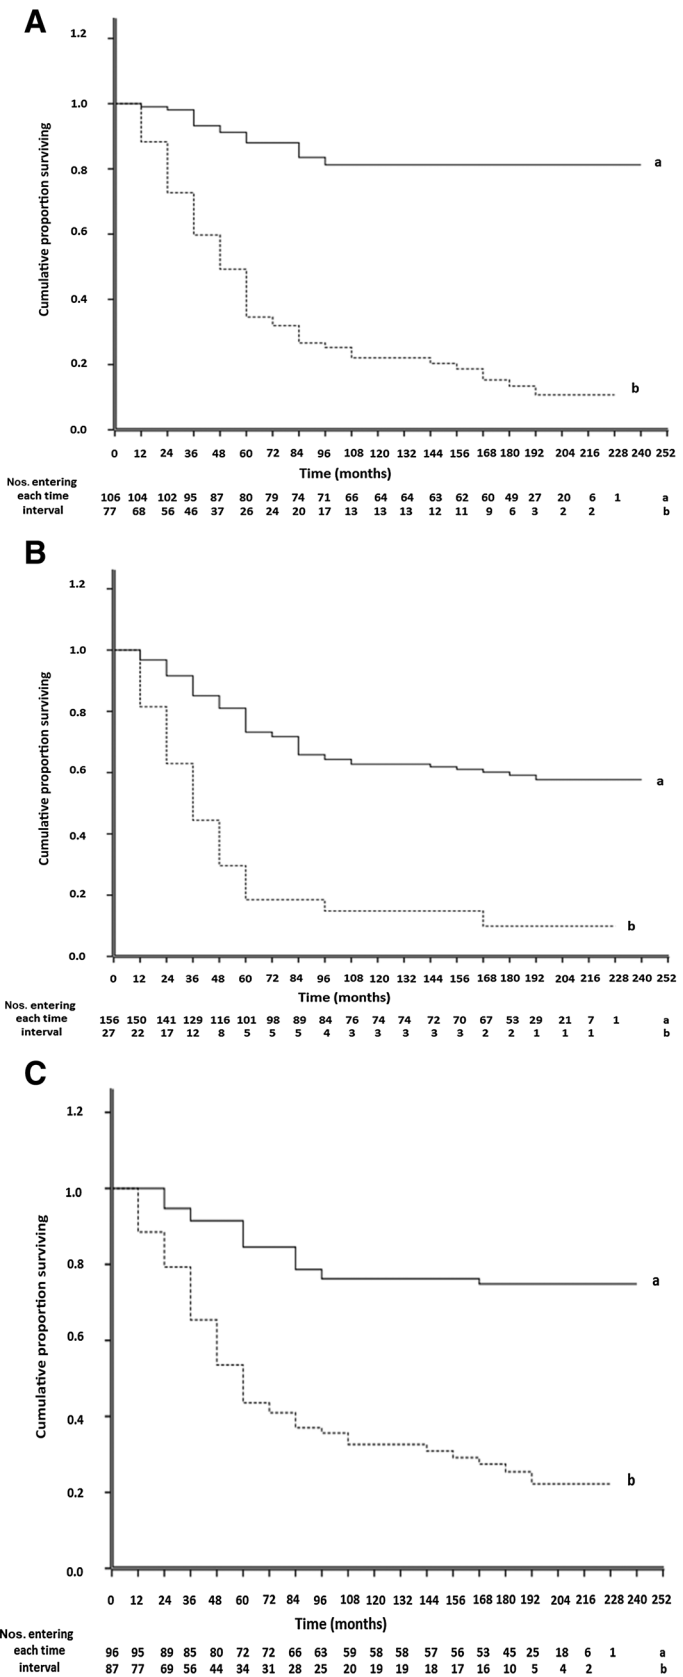 A
1.2
1.0
0.8
0.6
0.4
0.2
0.0
Cumulative proportion surviving
a
b
0 12 24 36 48 60 72 84 96 108 120 132 144 156 168 180 192 204 216 228 240 252
Time (months)
Nos. entering
each time
interval
106 104 102 95 87 80 79 74 71 66 64 64 63 62 60 49 27 20 6 1 a
77 68 56 46 37 26 24 20 17 13 13 13 12 11 9 6 3 2 2 b
B
1.2
1.0
0.8
0.6
0.4
0.2
0.0
Cumulative proportion surviving
a
b
0 12 24 36 48 60 72 84 96 108 120 132 144 156 168 180 192 204 216 228 240 252
Time (months)
Nos. entering
each time
interval
156 150 141 129 116 101 98 89 84 76 74 74 72 70 67 53 29 21 7 1 a
27 22 17 12 8 5 5 5 4 3 3 3 3 3 2 2 1 1 1 b
C
1.2
1.0
0.8
0.6
0.4
0.2
0.0
Cumulative proportion surviving
a
b
0 12 24 36 48 60 72 84 96 108 120 132 144 156 168 180 192 204 216 228 240 252
Time (months)
Nos. entering
each time
interval
96 95 89 85 80 72 72 66 63 59 58 58 57 56 53 45 25 18 6 1 a
87 77 69 56 44 34 31 28 25 20 19 19 18 17 16 10 5 4 2 b